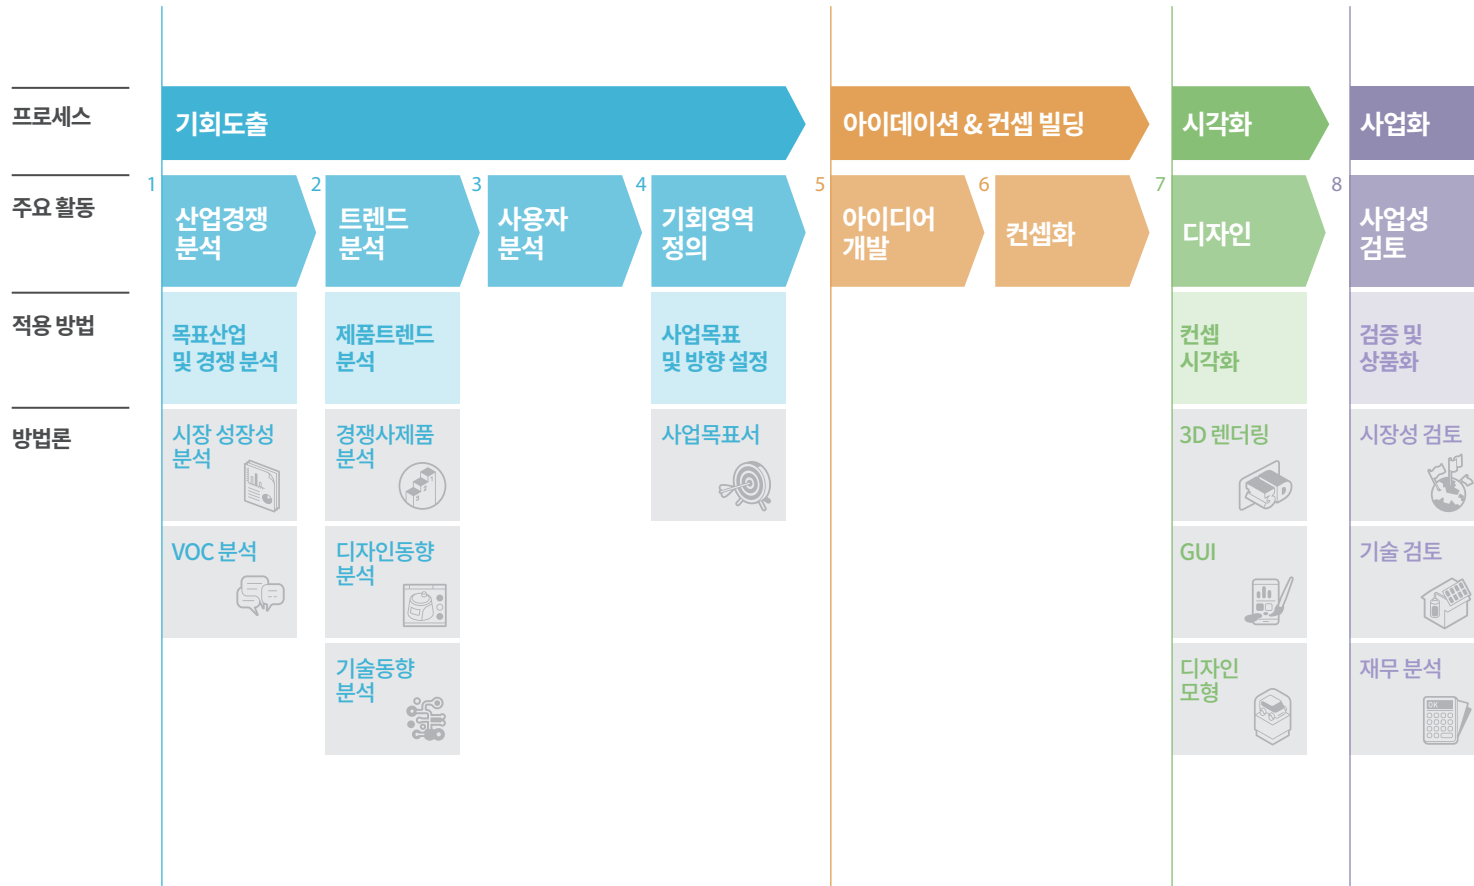 프로세스
기회도출
아이데이션 & 컨셉 빌딩
시각화
사업화
주요 활동
1
산업경쟁
분석
2
트렌드
분석
3
사용자
분석
4
기회영역
정의
5
아이디어
개발
6
컨셉화
7
디자인
8
사업성
검토
적용 방법
목표산업
및 경쟁 분석
제품트렌드
분석
사업목표
및 방향 설정
컨셉
시각화
검증 및
상품화
방법론
시장 성장성
분석
경쟁사제품
분석
사업목표서
3D 렌더링
시장성 검토
VOC 분석
디자인동향
분석
GUI
기술 검토
기술동향
분석
디자인
모형
재무 분석
OK